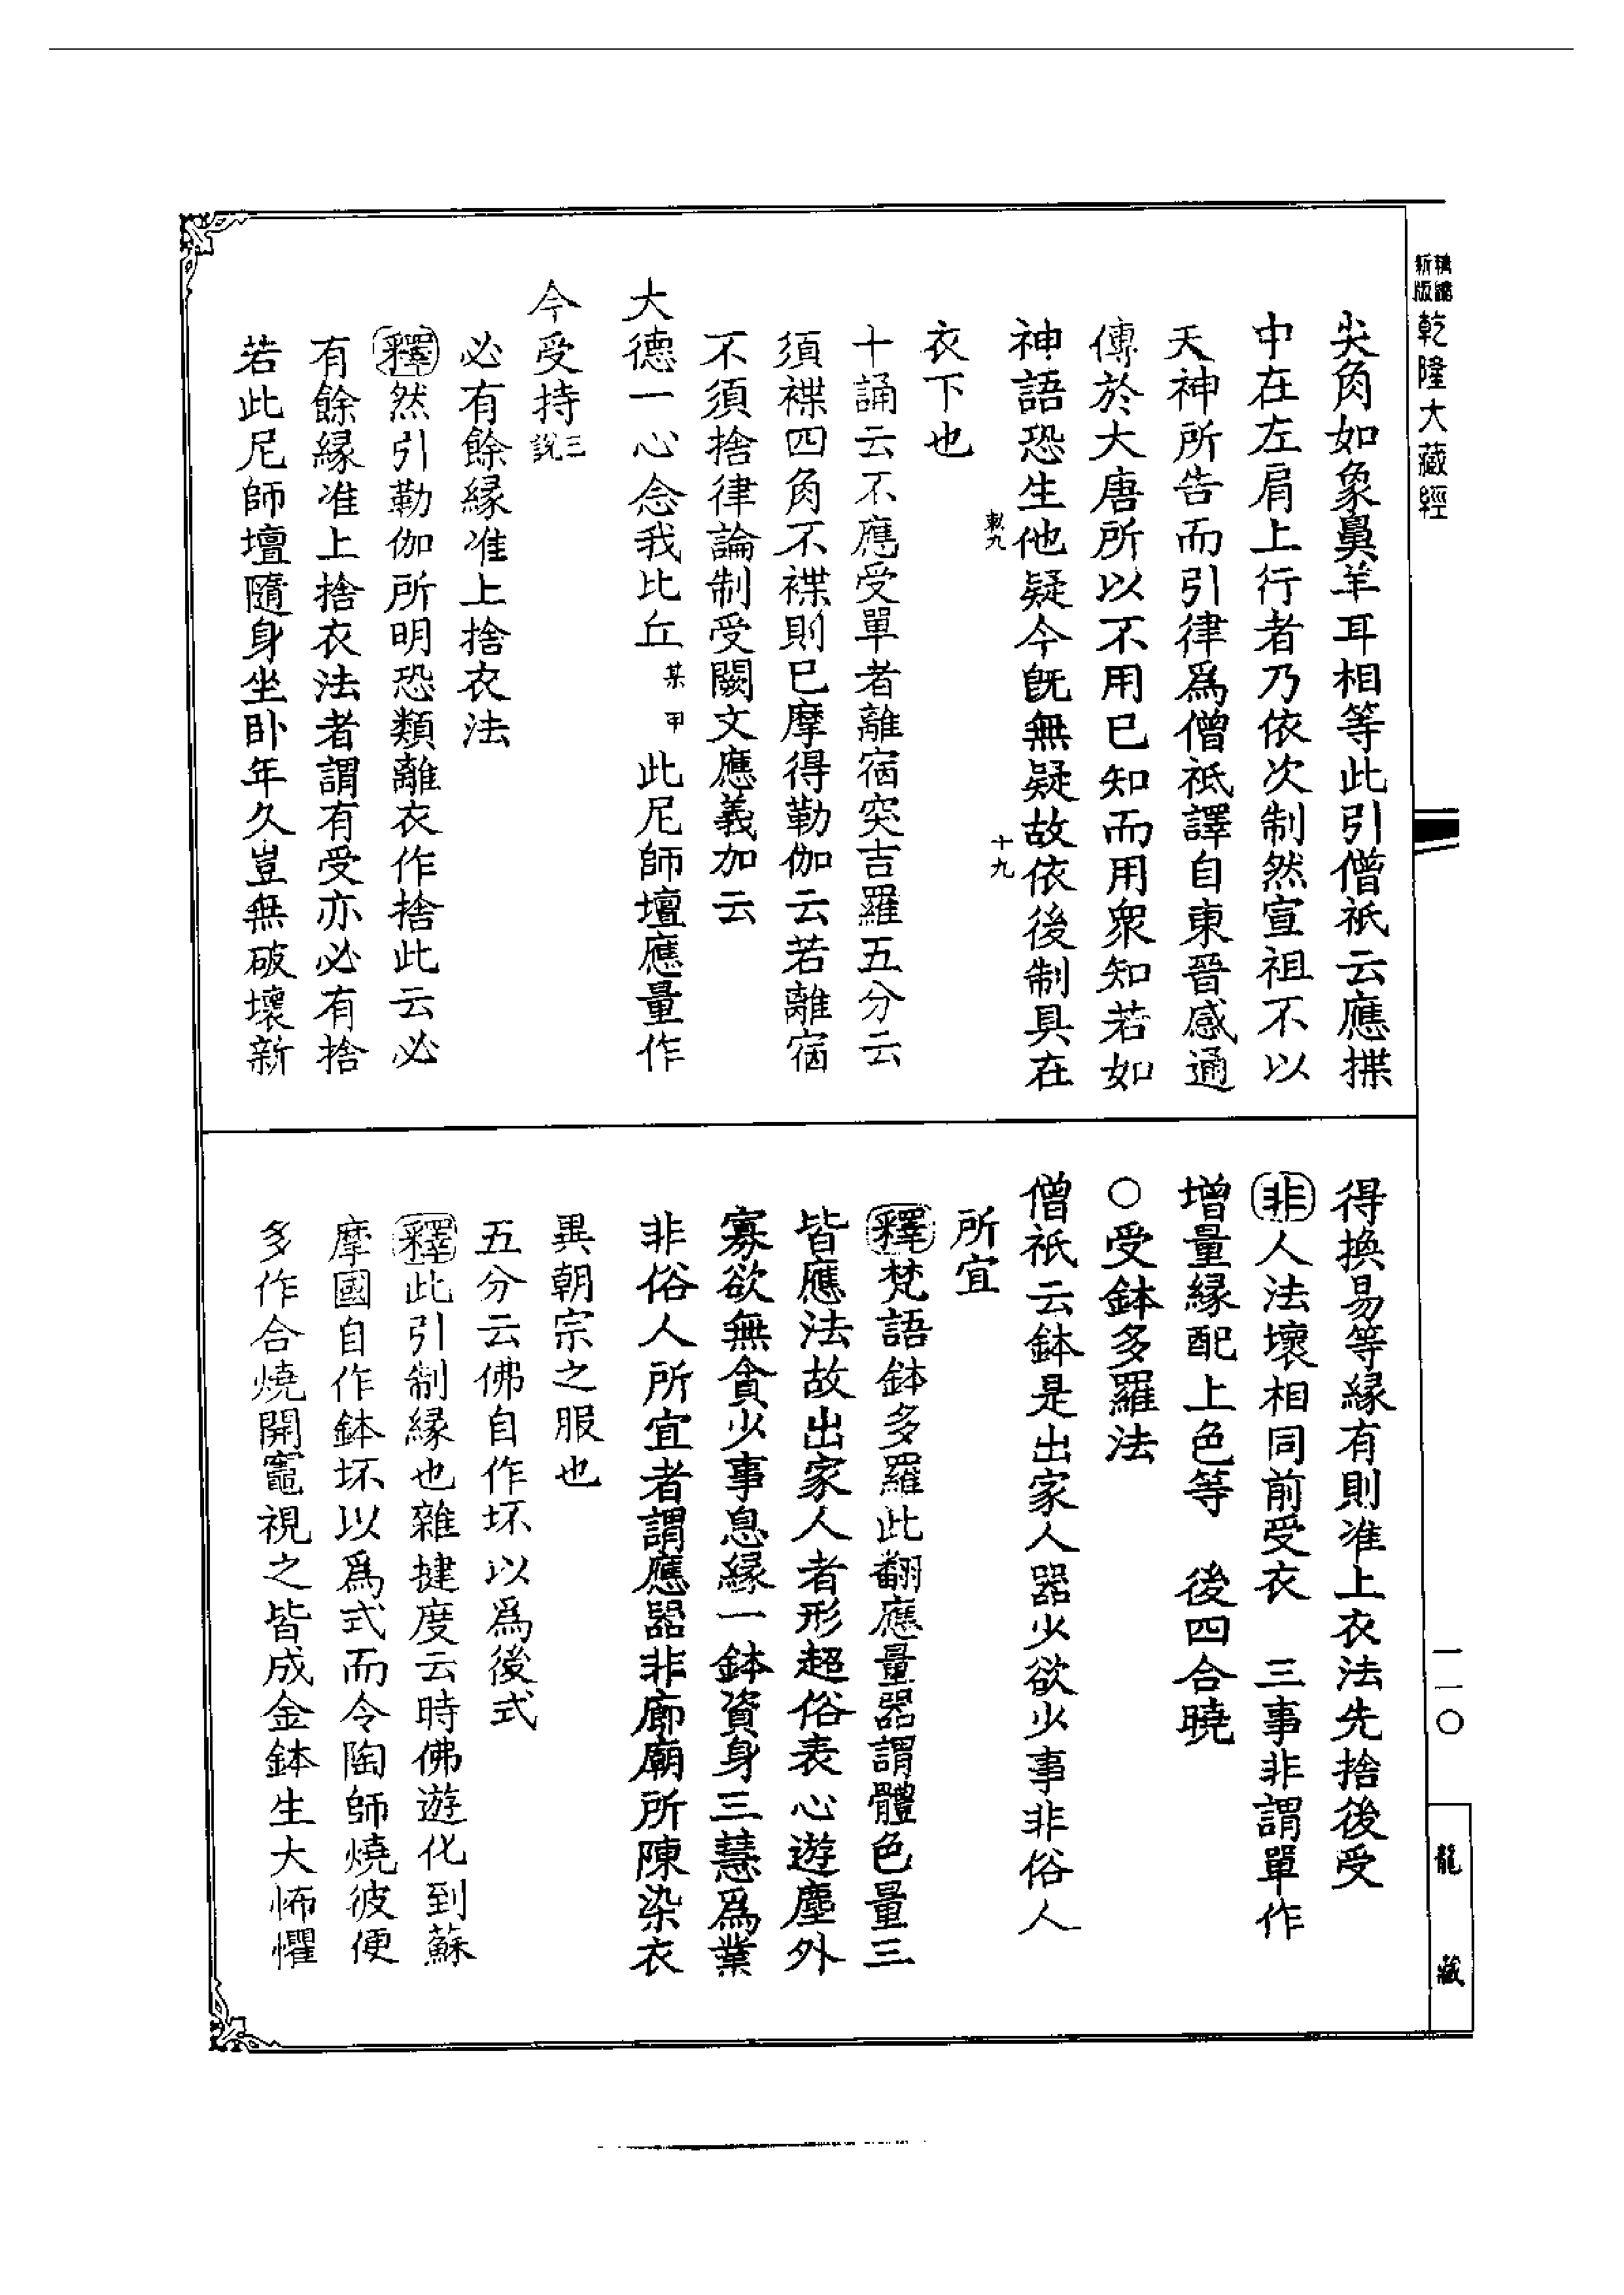 新版
乾隆大藏經
尖角如象鼻羊耳相等此引僧祇云應揲
中在左肩上行者乃依次制然宣祖不以
天神所告而引律爲僧祇譯自東晉感通
傳於大唐所以不用已知而用衆知若如
神語恐生他疑今旣無疑故依後制具在
衣下也
十誦云不應受單者離宿突吉羅五分云
須褋四角不褋則已摩得勒伽云若離宿
不須捨律論制受闕文應義加云
大德一心念我比丘某甲此尼師壇應量作
今受持三說
必有餘緣准上捨衣法
釋然引勒伽所明恐類離衣作捨此云必
有餘緣准上捨衣法者謂有受亦必有捨
若此尼師壇隨身坐卧年久豈無破壞新
得換易等緣有則准上衣法先捨後受
非人法壞相同前受衣　三事非謂單作
增量緣配上色等　後四合曉
○受鉢多羅法
僧祇云鉢是出家人器少欲少事非俗人
所宜
釋梵語鉢多羅此翻應量器謂體色量三
皆應法故出家人者形超俗表心遊塵外
寡欲無貪少事息緣一鉢資身三慧爲業
非俗人所宜者謂應器非廊廟所陳染衣
異朝宗之服也
五分云佛自作坏以爲後式
釋此引制緣也雜揵度云時佛遊化到蘇
摩國自作鉢坏以爲式而令陶師燒彼便
多作合燒開竈視之皆成金鉢生大怖懼
一一〇
龍藏
十九